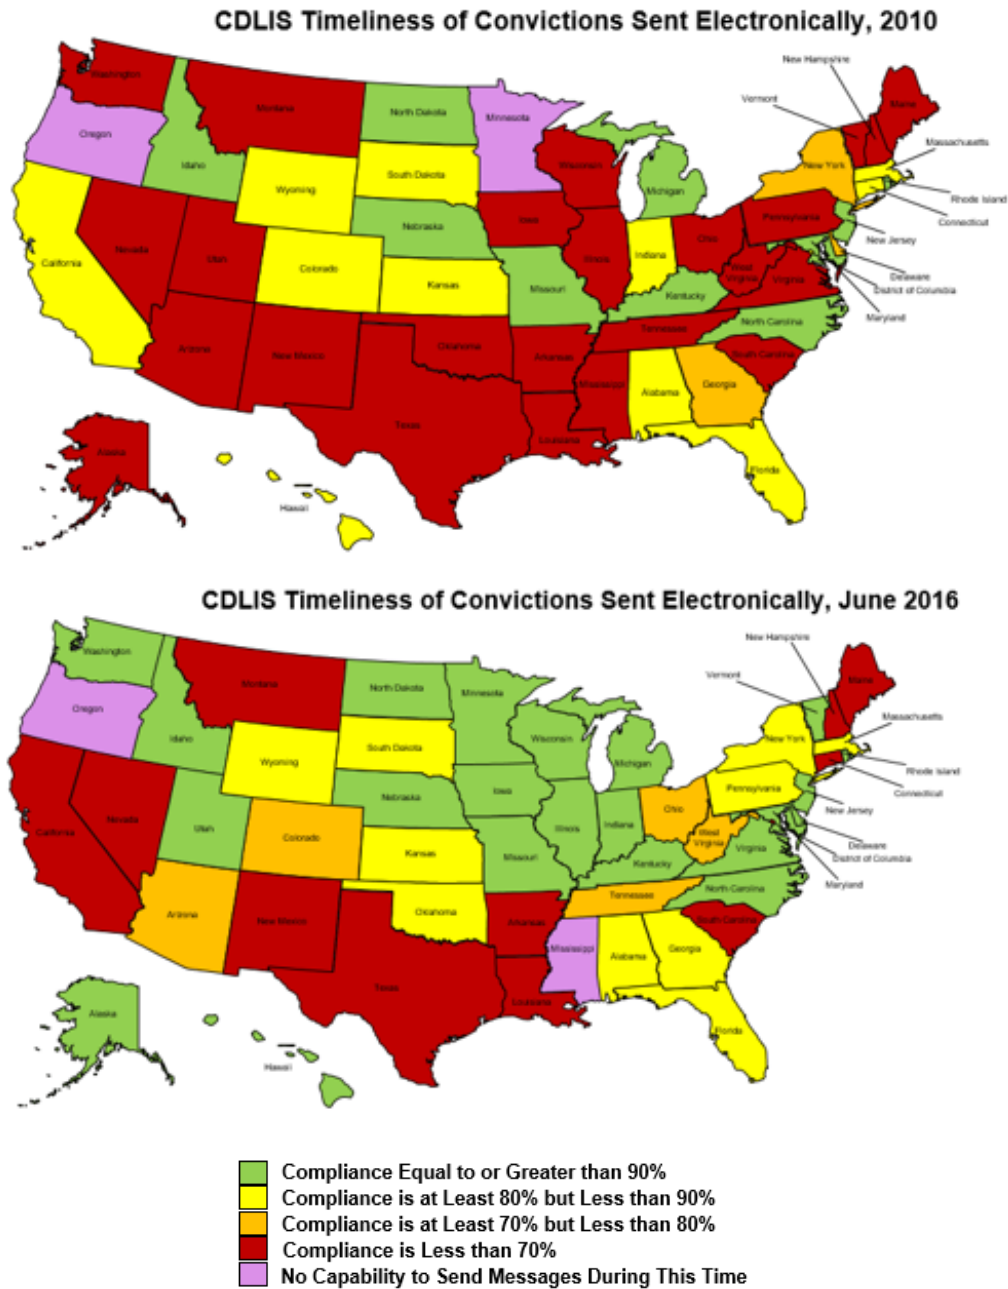 CDLIS Timeliness of Convictions Sent Electronically, 2010
New Hampshire
Washington
Vermont
Maine
Montana
North Dakota
Minnesota
Oregon
Massachusetts
Wisconsin
New York
Idaho
South Dakota
Michigan
Wyoming
Rhode Island
Iowa
Pennsylvania
Connecticut
Nebraska
Ohio
New Jersey
Nevada
Utah
California
Colorado
Illinois
Indiana
West
Virginia
Virginia
Delaware
Kansas
Missouri
Kentucky
District of Columbia
Maryland
North Carolina
Tennessee
Arizona
New Mexico
Oklahoma
Arkansas
South Carolina
Mississippi
Alabama
Georgia
Texas
Louisiana
Alaska
Florida
Hawaii
CDLIS Timeliness of Convictions Sent Electronically, June 2016
New Hampshire
Washington
Vermont
Maine
Montana
North Dakota
Minnesota
Oregon
Massachusetts
Idaho
Wisconsin
New York
South Dakota
Michigan
Wyoming
Rhode Island
Pennsylvania
Connecticut
Nebraska
Iowa
Ohio
New Jersey
Nevada
Utah
California
Colorado
Illinois
Indiana
West
Virginia
Virginia
Delaware
Kansas
Missouri
Kentucky
District of Columbia
Maryland
North Carolina
Tennessee
Arizona
New Mexico
Oklahoma
Arkansas
South Carolina
Mississippi
Alabama
Georgia
Texas
Louisiana
Alaska
Florida
Hawaii
Compliance Equal to or Greater than 90%
Compliance is at Least 80% but Less than 90%
Compliance is at Least 70% but Less than 80%
Compliance is Less than 70%
No Capability to Send Messages During This Time